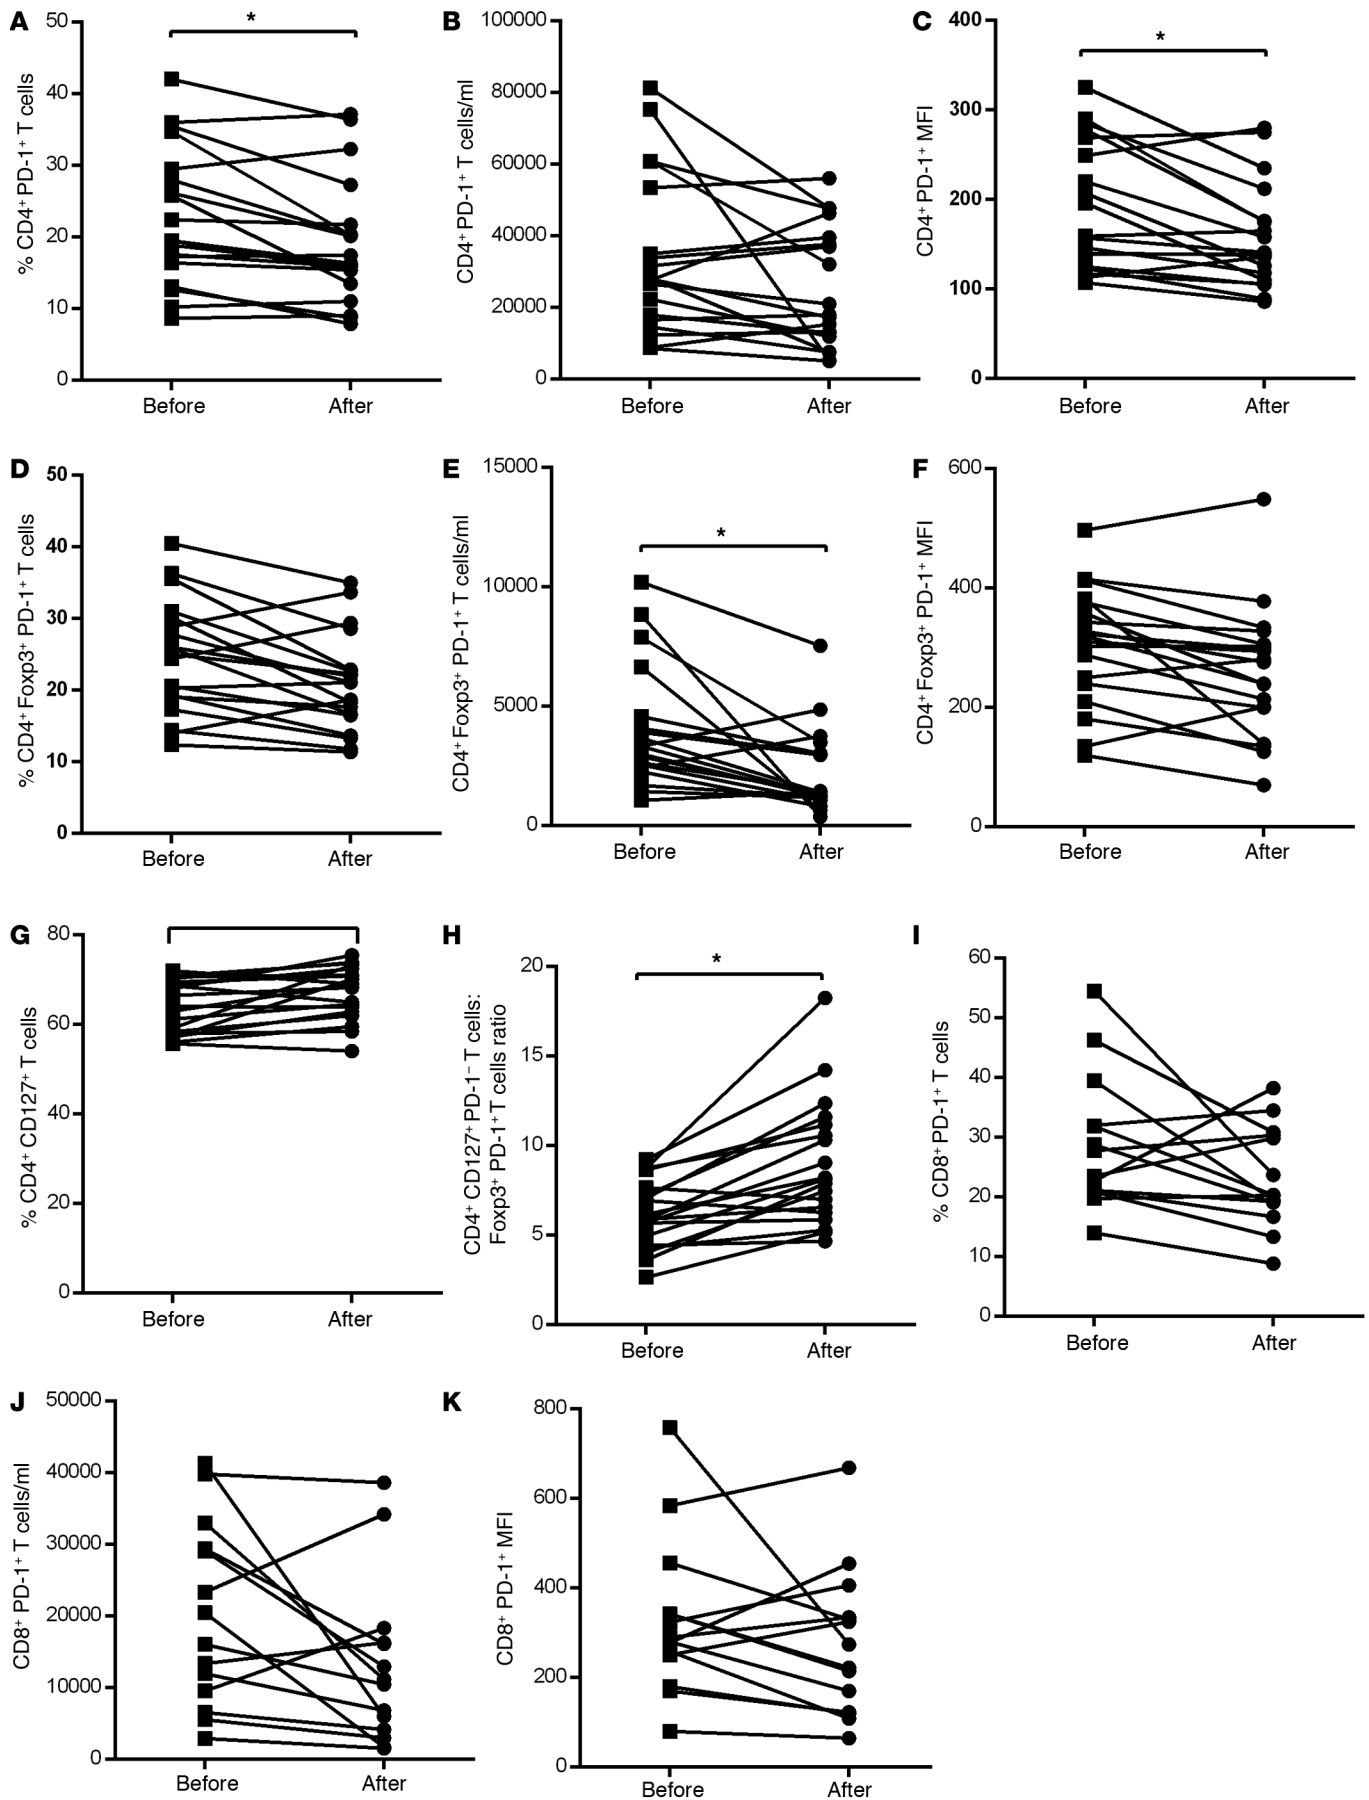 A
50
40
30
20
10
0
% CD4⁺ PD-1⁺ T cells
*
Before After
B
100000
80000
60000
40000
20000
0
CD4⁺ PD-1⁺ T cells/ml
Before After
C
400
300
200
100
0
CD4⁺ PD-1⁺ MFI
*
Before After
D
50
40
30
20
10
0
% CD4⁺ Foxp3⁺ PD-1⁺ T cells
Before After
E
15000
10000
5000
0
CD4⁺ Foxp3⁺ PD-1⁺ T cells/ml
*
Before After
F
600
400
200
0
CD4⁺ Foxp3⁺ PD-1⁺ MFI
Before After
G
80
60
40
20
0
% CD4⁺ CD127⁺ T cells
Before After
H
20
15
10
5
0
CD4⁺ CD127⁺ PD-1⁻ T cells:
Foxp3⁺ PD-1⁺ T cells ratio
*
Before After
I
60
50
40
30
20
10
0
% CD8⁺ PD-1⁺ T cells
Before After
J
50000
40000
30000
20000
10000
0
CD8⁺ PD-1⁺ T cells/ml
Before After
K
800
600
400
200
0
CD8⁺ PD-1⁺ MFI
Before After